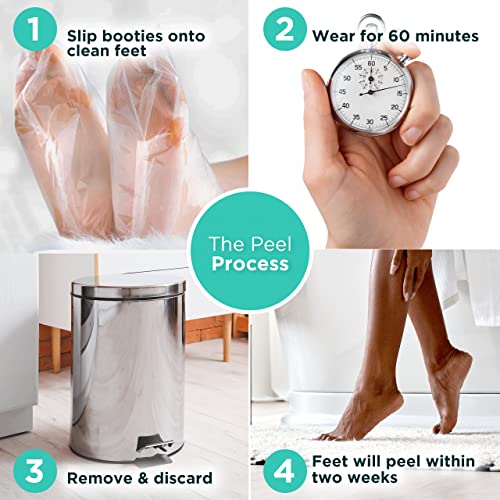 1
Slip booties onto
clean feet
2
Wear for 60 minutes
60
5
10
15
20
25
30
35
40
45
50
55
The Peel
Process
3
Remove & discard
4
Feet will peel within
two weeks